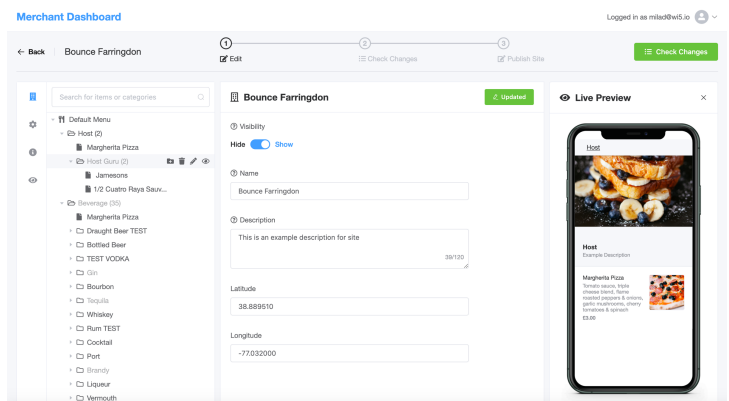 Merchant Dashboard
Logged in as milad@wi5.io
Back
Bounce Farringdon
1
Edit
2
Check Changes
3
Publish Site
Check Changes
Search for items or categories
Default Menu
Host (2)
Margherita Pizza
Host Guru (2)
Jamesons
1/2 Cuatro Raya Sauv...
Beverage (35)
Margherita Pizza
Draught Beer TEST
Bottled Beer
TEST VODKA
Gin
Bourbon
Tequila
Whiskey
Rum TEST
Cocktail
Port
Brandy
Liqueur
Vermouth
Bounce Farringdon
Updated
Visibility
Hide
Show
Name
Bounce Farringdon
Description
This is an example description for site
39/120
Latitude
38.889510
Longitude
-77.032000
Live Preview
Host
Host
Example Description
Margherita Pizza
Tomato sauce, triple
cheese blend, flame
roasted peppers & onions,
garlic mushrooms, cherry
tomatoes & spinach
£3.00